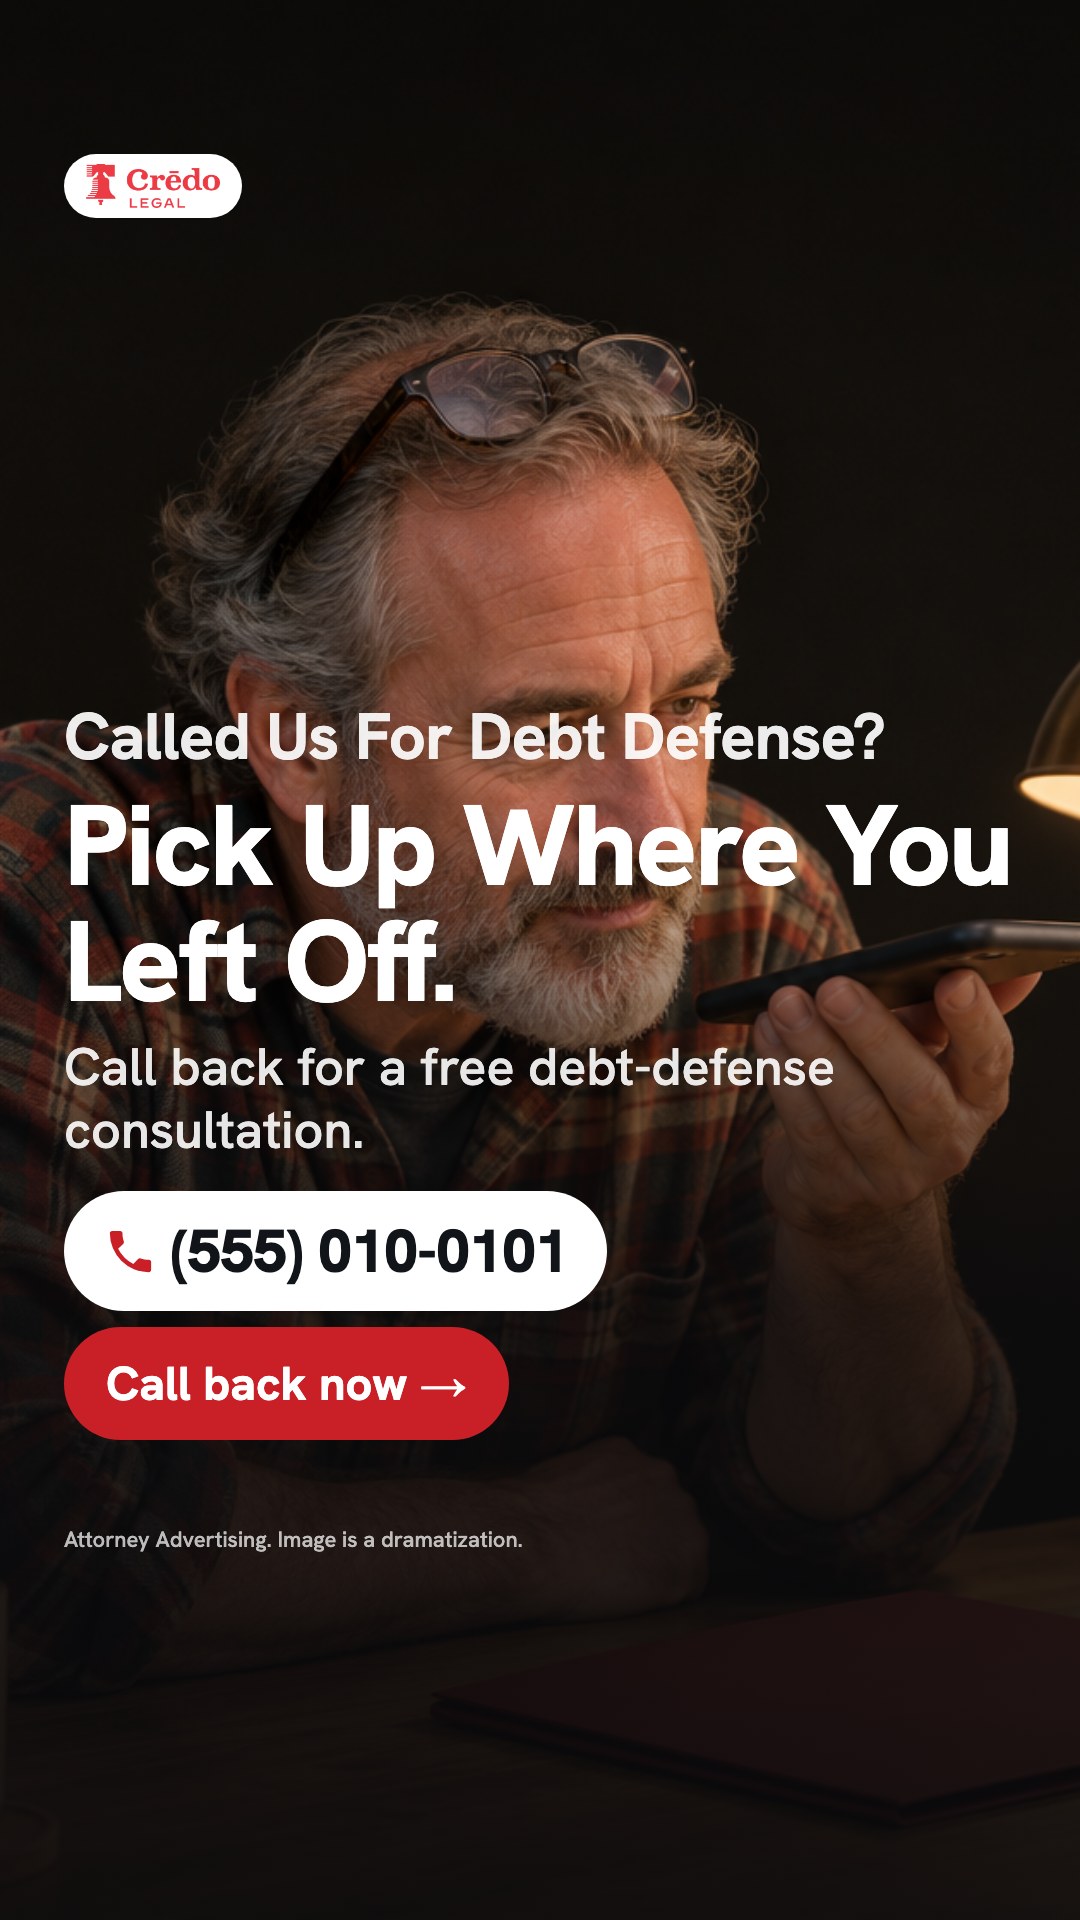 Crēdo
LEGAL
Called Us For Debt Defense?
Pick Up Where You
Left Off.
Call back for a free debt-defense
consultation.
(555) 010-0101
Call back now →
Attorney Advertising. Image is a dramatization.